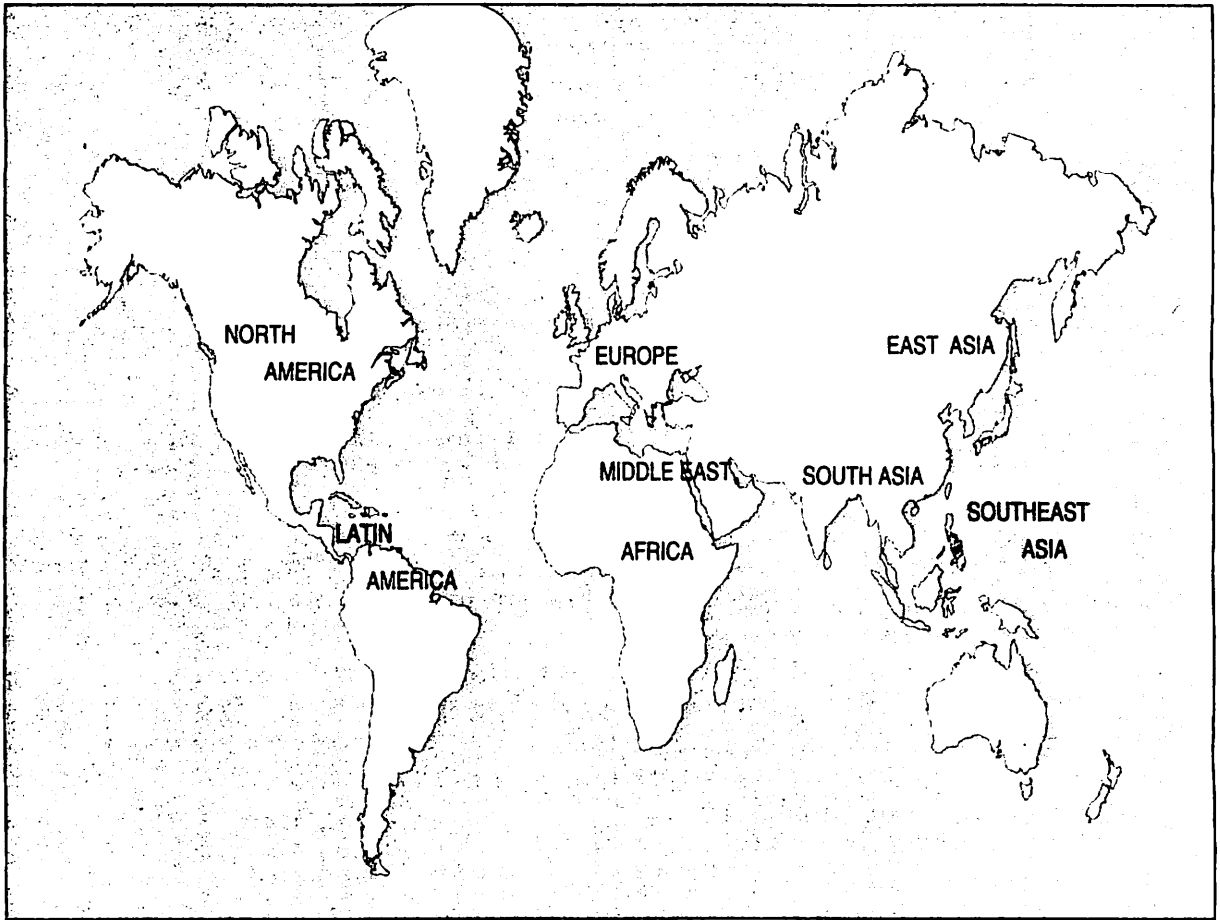 NORTH
AMERICA
EUROPE
EAST ASIA
MIDDLE EAST
SOUTH ASIA
SOUTHEAST
ASIA
LATIN
AMERICA
AFRICA